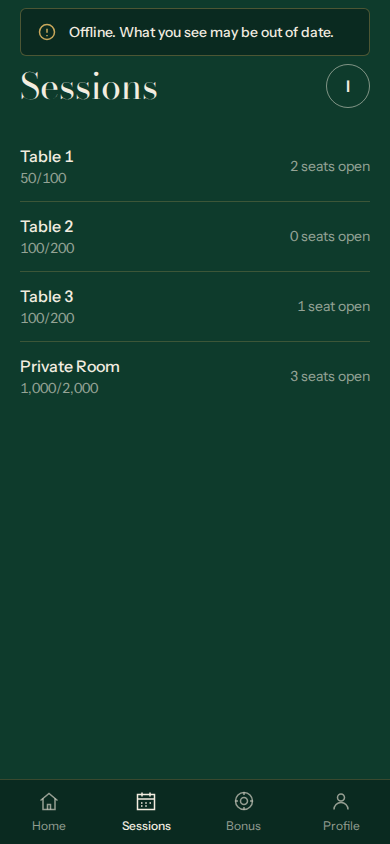 Offline. What you see may be out of date.
Sessions
I
Table 1
50/100
2 seats open
Table 2
100/200
0 seats open
Table 3
100/200
1 seat open
Private Room
1,000/2,000
3 seats open
Home
Sessions
Bonus
Profile